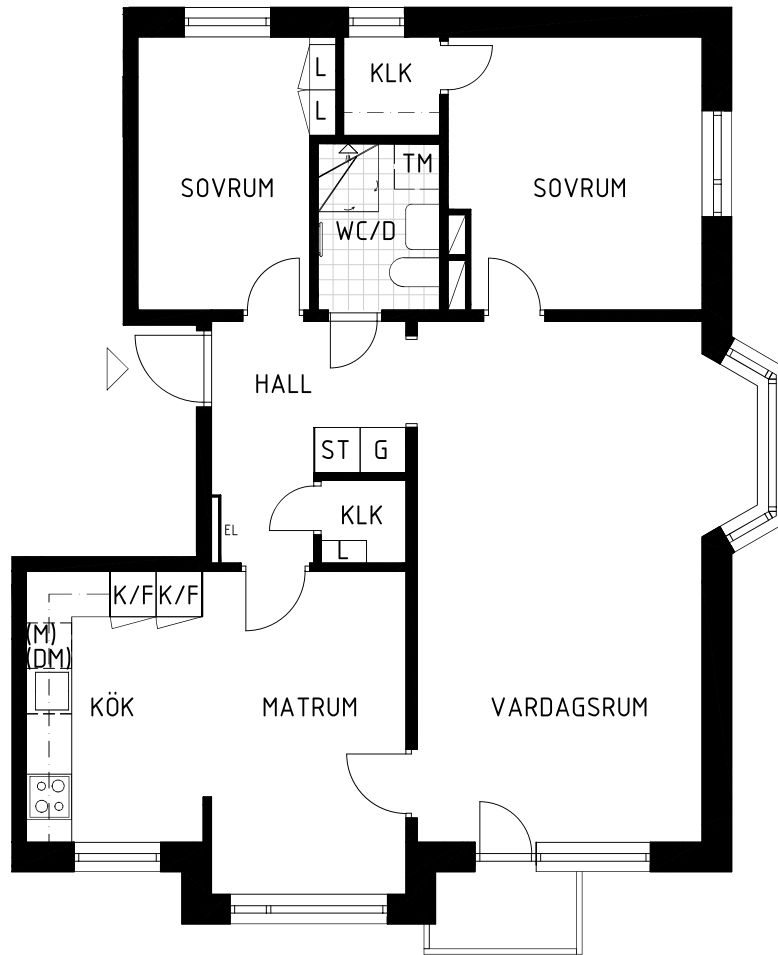 L
KLK
L
TM
SOVRUM
SOVRUM
WC/D
HALL
ST
G
KLK
EL
L
K/F
K/F
(M)
(DM)
KÖK
MATRUM
VARDAGSRUM